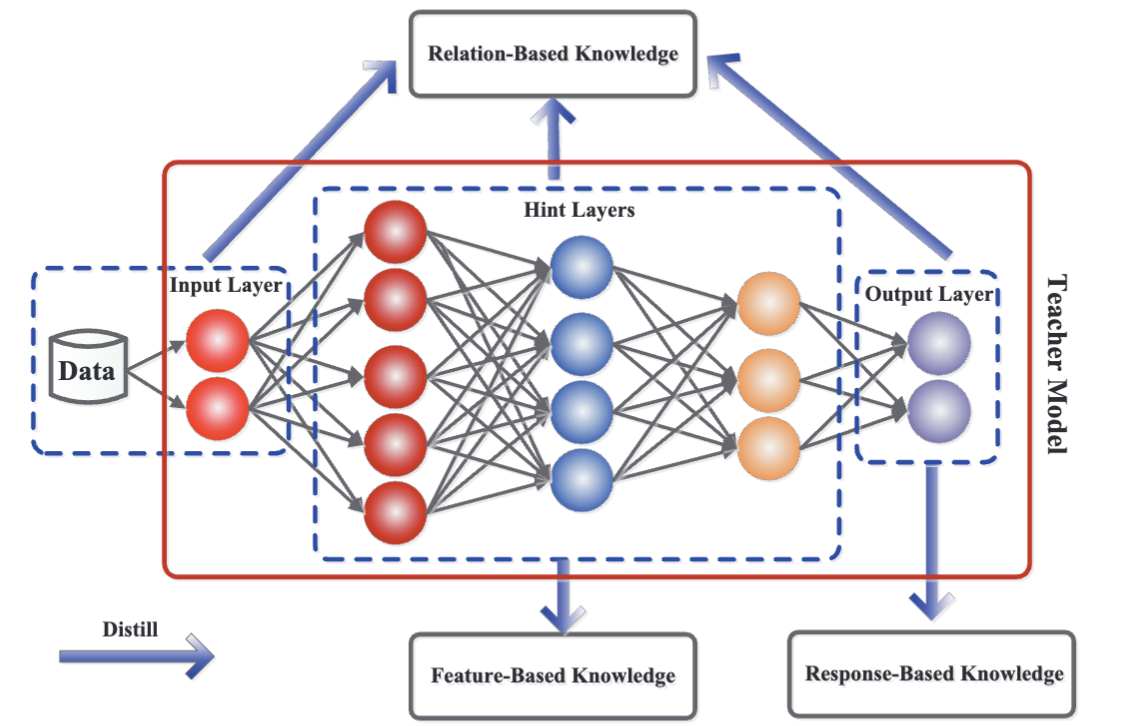 Relation-Based Knowledge
Hint Layers
Input Layer
Output Layer
Data
Teacher Model
Distill
Feature-Based Knowledge
Response-Based Knowledge